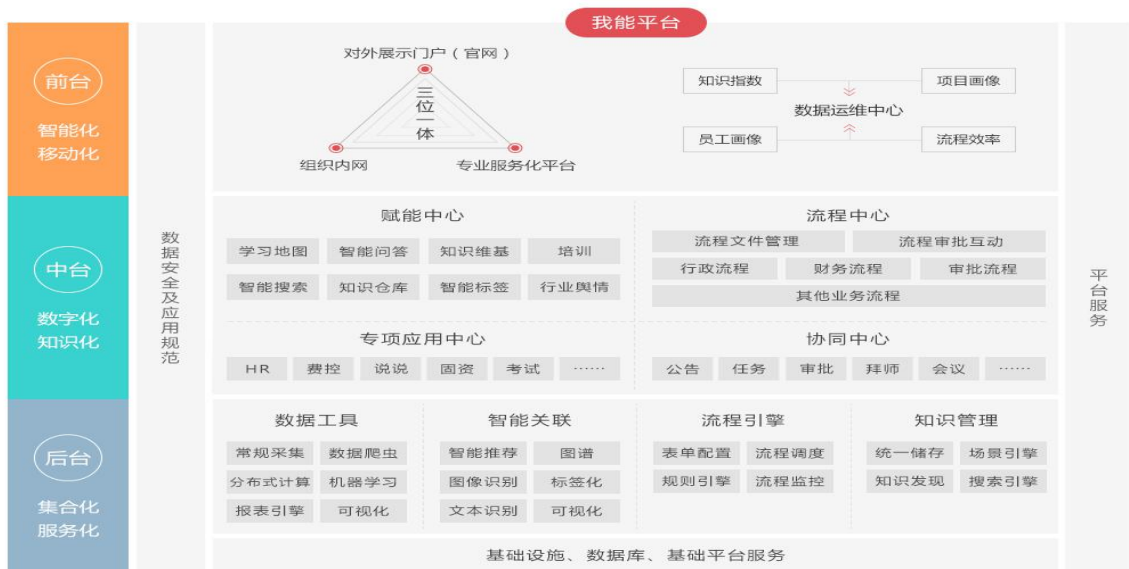 我能平台
前台
智能化
移动化
对外展示门户（官网）
三位一体
组织内网
专业服务化平台
知识指数
项目画像
数据运维中心
员工画像
流程效率
数据安全及应用规范
平台服务
中台
数字化
知识化
赋能中心
学习地图 智能问答 知识维基 培训
智能搜索 知识仓库 智能标签 行业舆情
流程中心
流程文件管理 流程审批互动
行政流程 财务流程 审批流程
其他业务流程
专项应用中心
HR 费控 说说 固资 考试 ……
协同中心
公告 任务 审批 拜师 会议 ……
后台
集合化
服务化
数据工具
常规采集 数据爬虫
分布式计算 机器学习
报表引擎 可视化
智能关联
智能推荐 图谱
图像识别 标签化
文本识别 可视化
流程引擎
表单配置 流程调度
规则引擎 流程监控
知识管理
统一储存 场景引擎
知识发现 搜索引擎
基础设施、数据库、基础平台服务